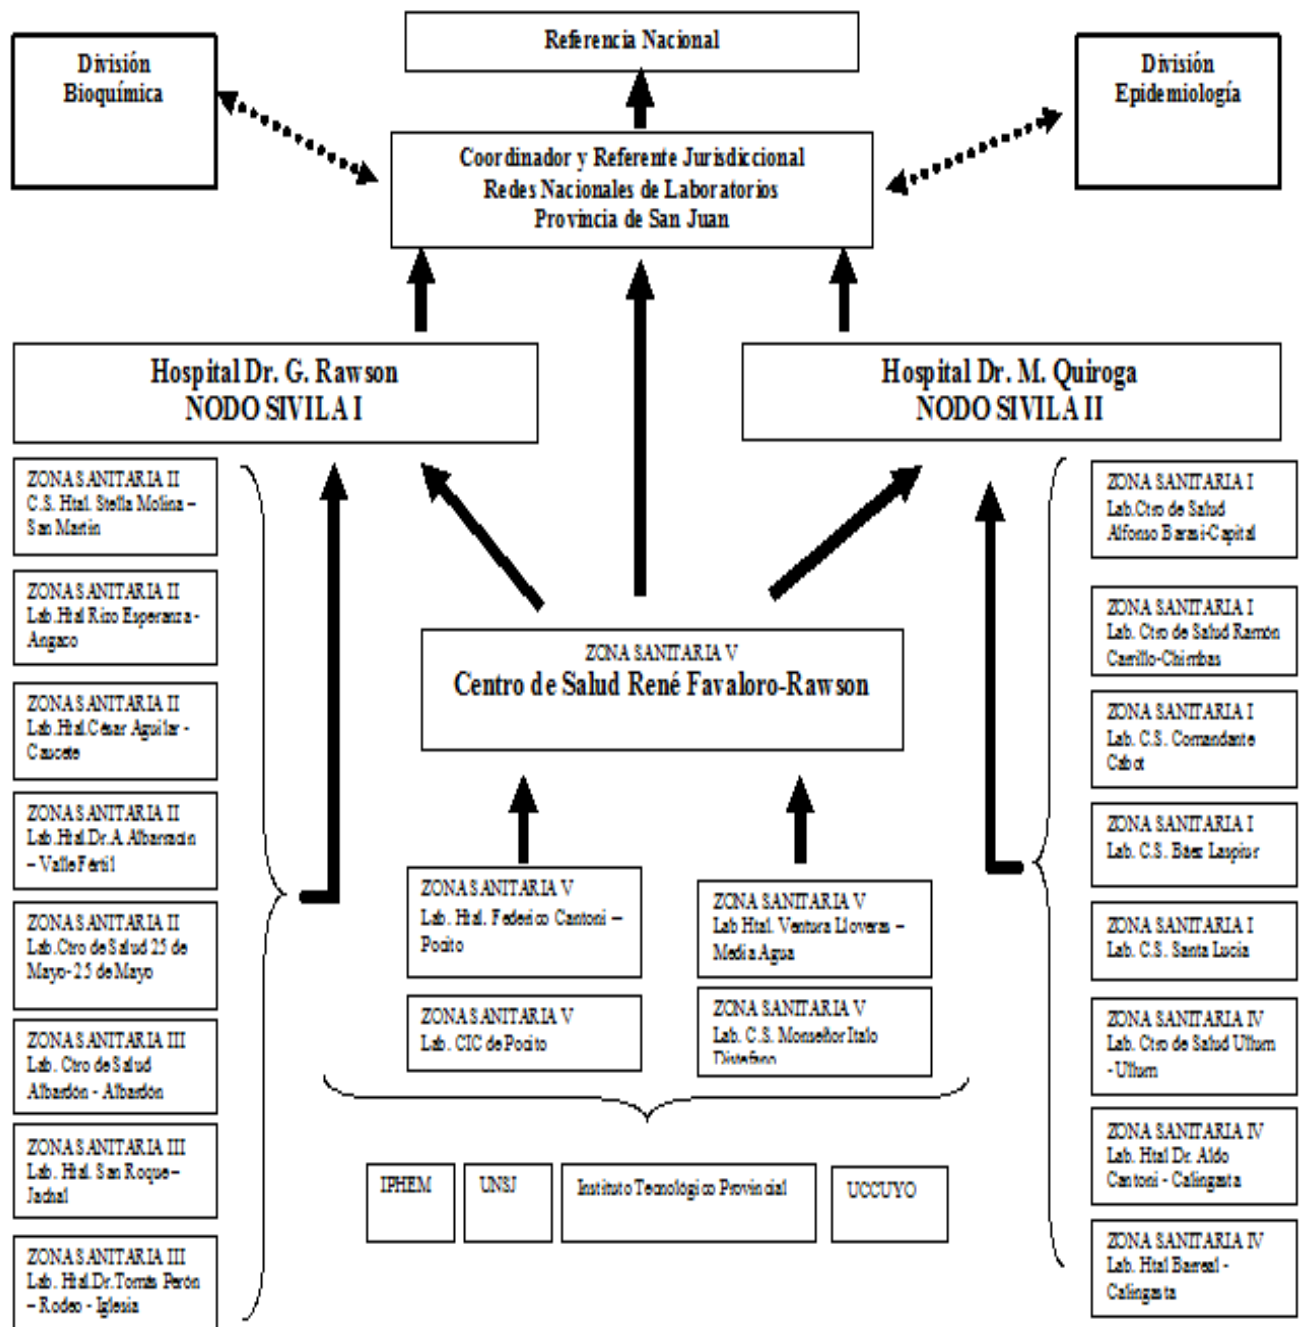 Referencia Nacional
División
Bioquímica
División
Epidemiología
Coordinador y Referente Jurisdiccional
Redes Nacionales de Laboratorios
Provincia de San Juan
Hospital Dr. G. Rawson
NODO SIVILA I
Hospital Dr. M. Quiroga
NODO SIVILA II
ZONA SANITARIA II
C.S. Htal. Stella Molina –
San Martin
ZONA SANITARIA II
Lab.Htal Rizo Esperanza -
Angaco
ZONA SANITARIA II
Lab.Htal.César Aguilar -
Caucete
ZONA SANITARIA II
Lab.Htal.Dr.A.Albarracin
– Valle Fértil
ZONA SANITARIA II
Lab.Ctro de Salud 25 de
Mayo- 25 de Mayo
ZONA SANITARIA III
Lab. Ctro de Salud
Albardón - Albardón
ZONA SANITARIA III
Lab. Htal. San Roque –
Jachal
ZONA SANITARIA III
Lab. Htal.Dr.Tomás Perón
– Rodeo - Iglesia
ZONA SANITARIA V
Centro de Salud René Favaloro-Rawson
ZONA SANITARIA V
Lab. Htal. Federico Cantoni –
Pocito
ZONA SANITARIA V
Lab. CIC de Pocito
ZONA SANITARIA V
Lab Htal. Ventura Lloveras –
Media Agua
ZONA SANITARIA V
Lab. C.S. Monseñor Italo
Distefano
IPHEM
UNSJ
Instituto Tecnológico Provincial
UCCUYO
ZONA SANITARIA I
Lab.Ctro de Salud
Alfonso Barasi-Capital
ZONA SANITARIA I
Lab. Ctro de Salud Ramón
Carrillo-Chimbas
ZONA SANITARIA I
Lab. C.S. Comandante
Cabot
ZONA SANITARIA I
Lab. C.S. Báez Laspiur
ZONA SANITARIA I
Lab. C.S. Santa Lucia
ZONA SANITARIA IV
Lab. Ctro de Salud Ullum
- Ullum
ZONA SANITARIA IV
Lab. Htal Dr. Aldo
Cantoni - Calingasta
ZONA SANITARIA IV
Lab. Htal Barreal -
Calingasta